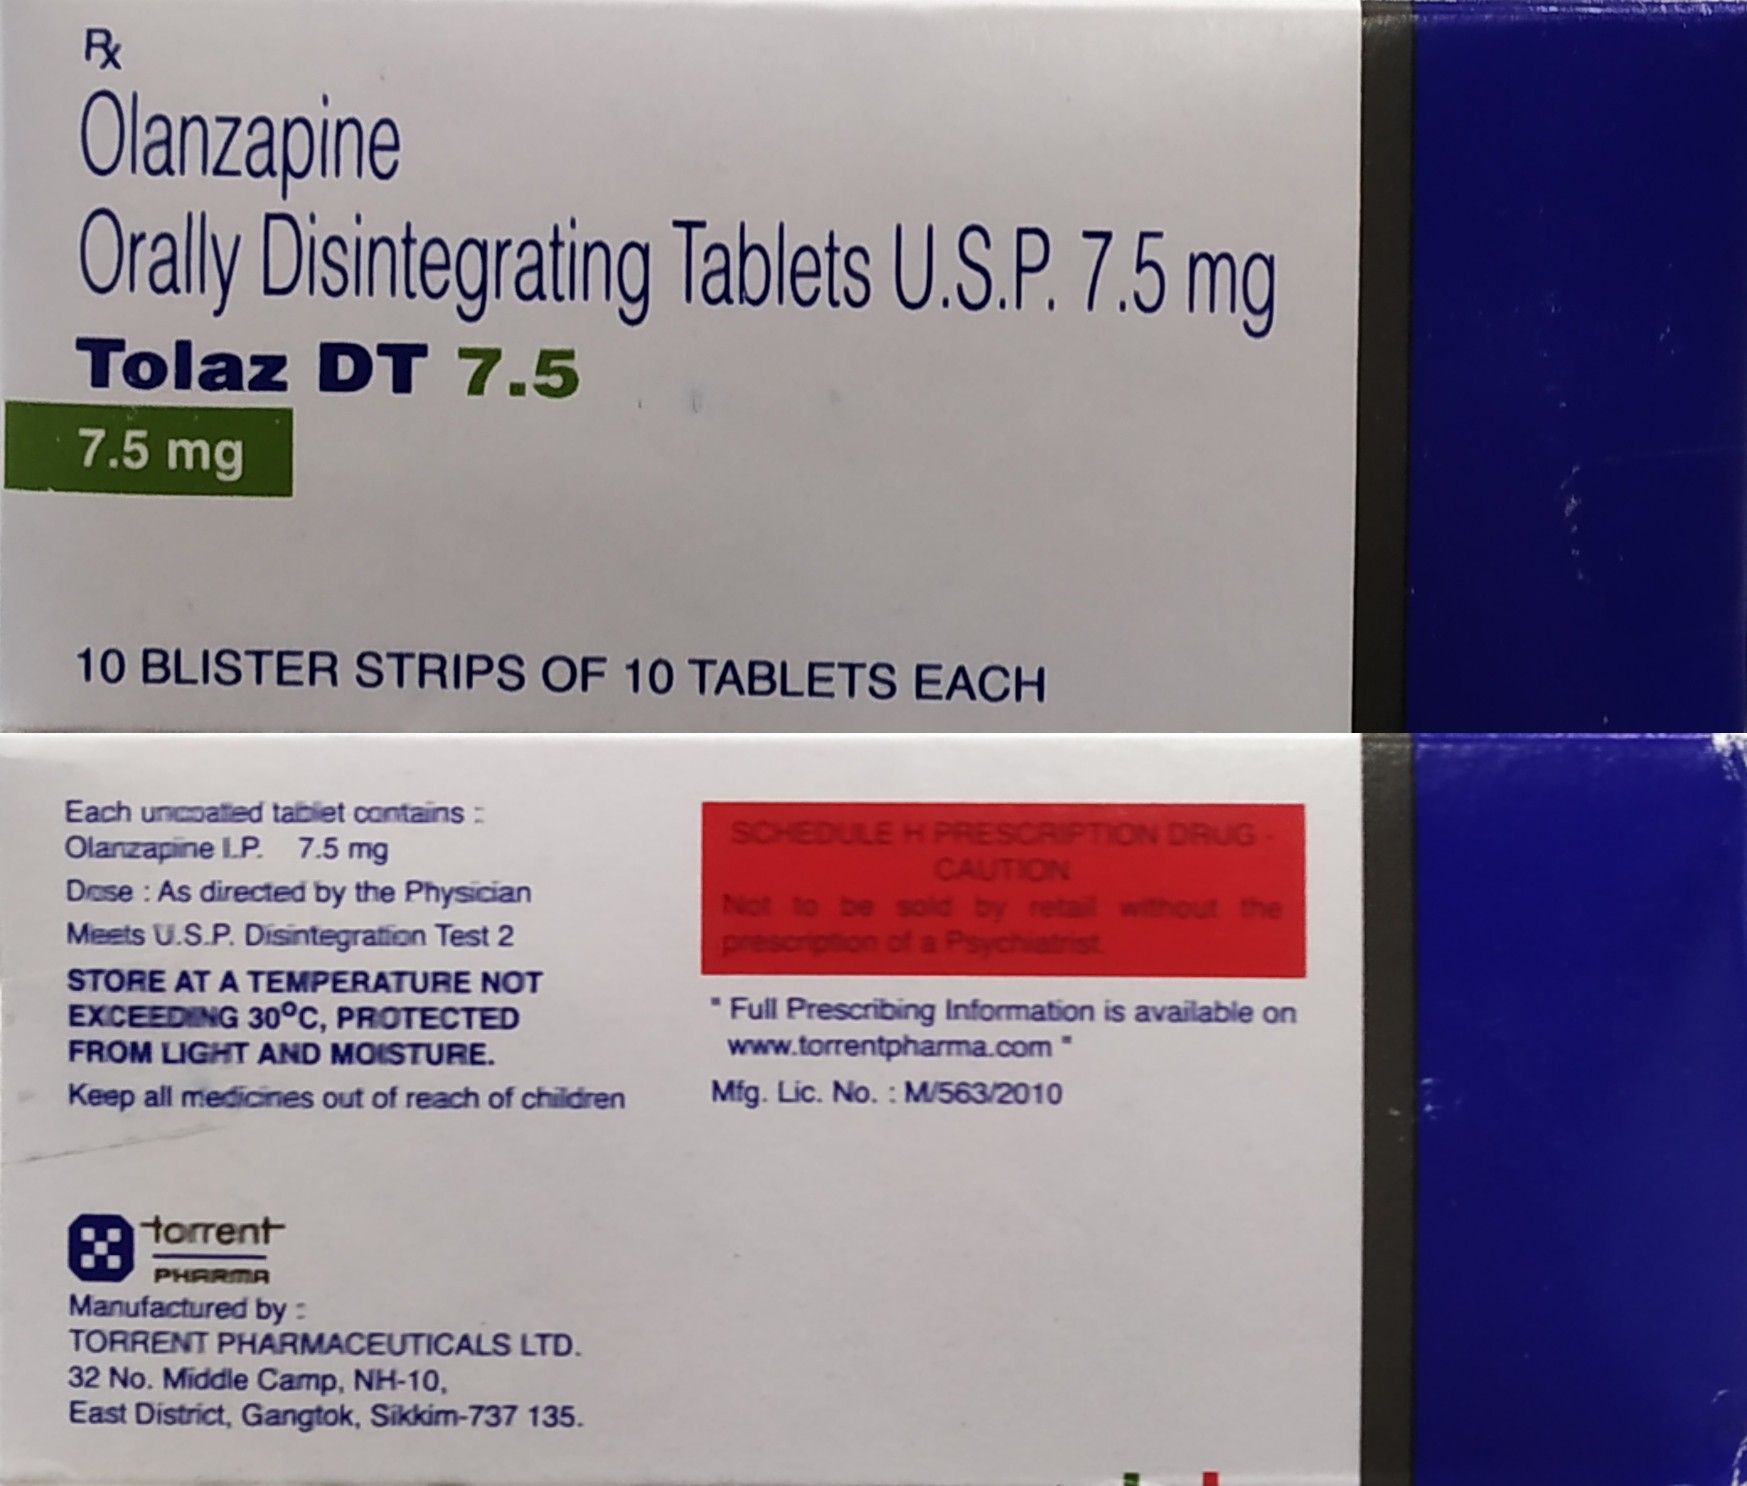 Rx
Olanzapine
Orally Disintegrating Tablets U.S.P. 7.5 mg
Tolaz DT 7.5
7.5 mg
10 BLISTER STRIPS OF 10 TABLETS EACH
Each uncoated tablet contains :
Olanzapine I.P. 7.5 mg
Dose : As directed by the Physician
Meets U.S.P. Disintegration Test 2
STORE AT A TEMPERATURE NOT
EXCEEDING 30°C, PROTECTED
FROM LIGHT AND MOISTURE.
Keep all medicines out of reach of children
SCHEDULE H PRESCRIPTION DRUG -
CAUTION
Not to be sold by retail without the
prescription of a Psychiatrist.
" Full Prescribing Information is available on
www.torrentpharma.com "
Mfg. Lic. No. : M/563/2010
torrent
PHARMA
Manufactured by :
TORRENT PHARMACEUTICALS LTD.
32 No. Middle Camp, NH-10,
East District, Gangtok, Sikkim-737 135.